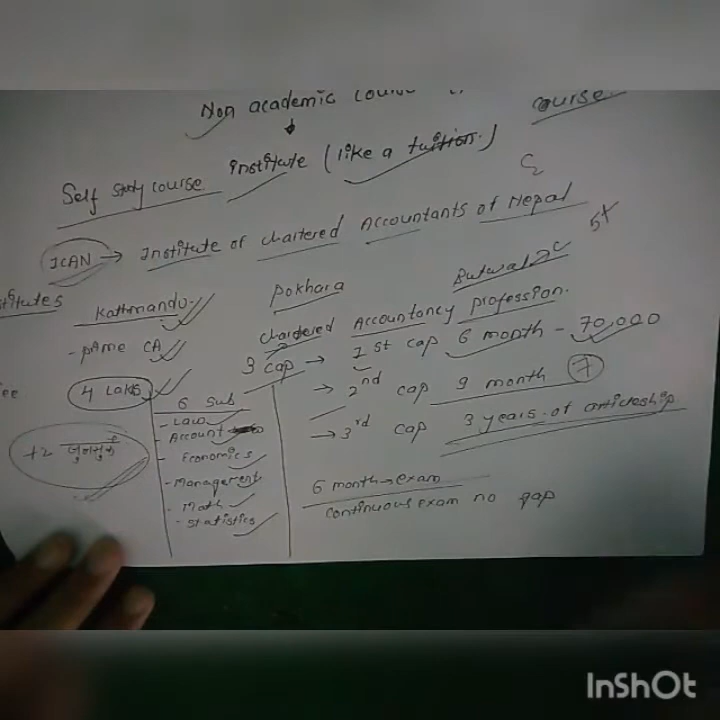 Non academic
course
institute (like a tuition.)
Self study course
ICAN → Institute of chartered Accountants of Nepal
Kathmandu
pokhara
Butwal
- prime CA
chartered Accountancy profession.
3 cap → 1st cap 6 month - 70,000
4 lakhs
→ 2nd cap 9 month 7
→ 3rd cap 3 years of articleship
6 sub
- Law
- Account
- Economics
- Management
- Math
- Statistics
+2
6 month → exam
continuous exam no gap
InShOt